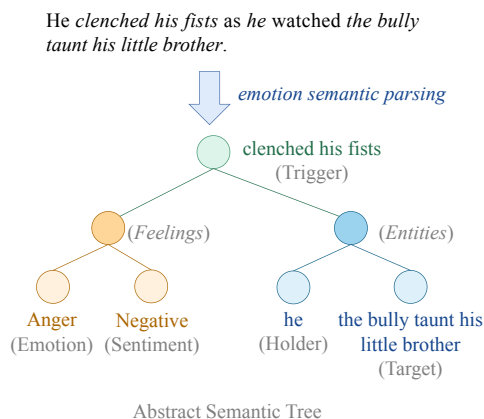 He clenched his fists as he watched the bully
taunt his little brother.
emotion semantic parsing
clenched his fists
(Trigger)
(Feelings)
(Entities)
Anger
(Emotion)
Negative
(Sentiment)
he
(Holder)
the bully taunt his
little brother
(Target)
Abstract Semantic Tree